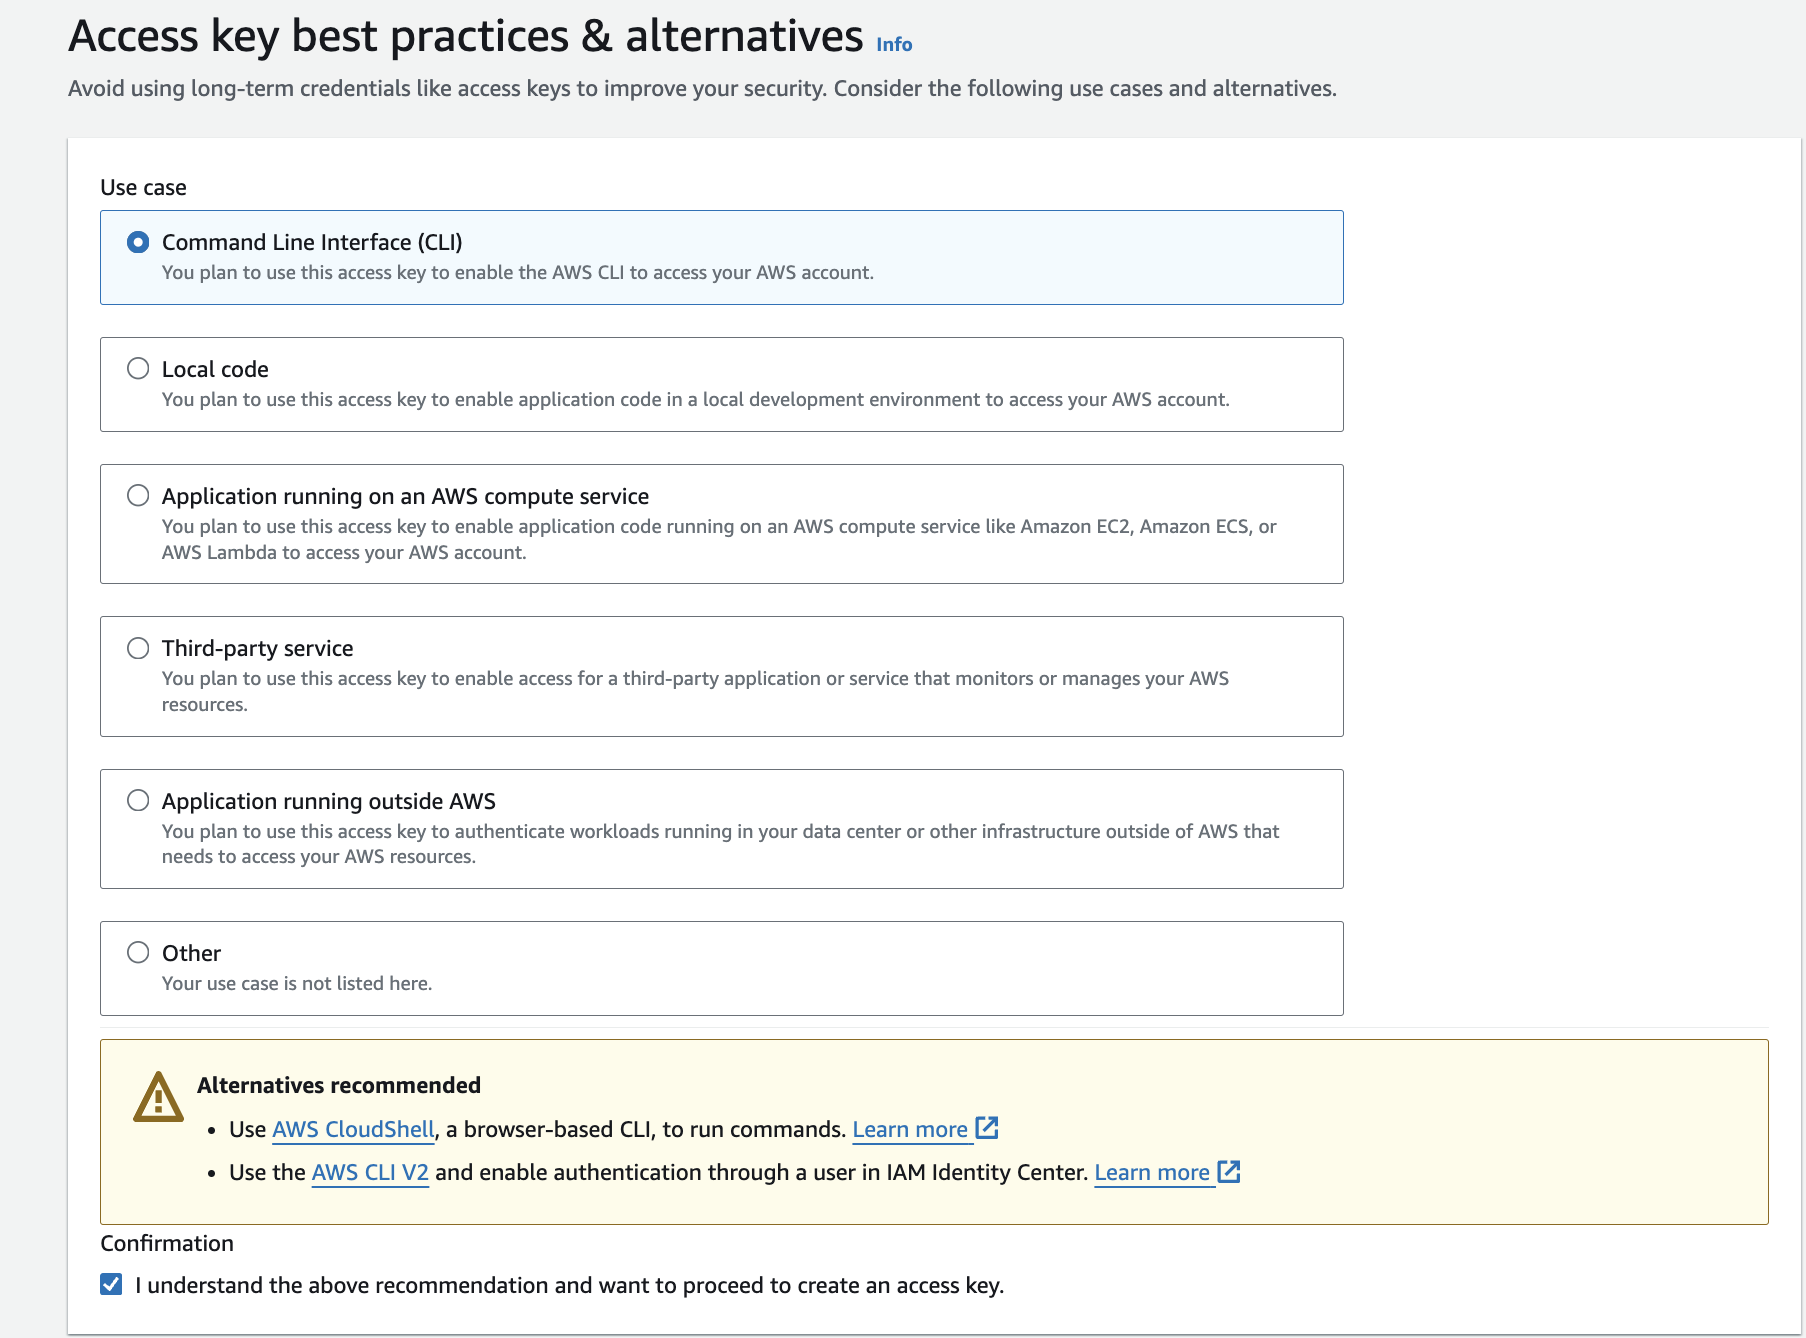 Access key best practices & alternatives Info
Avoid using long-term credentials like access keys to improve your security. Consider the following use cases and alternatives.
Use case
Command Line Interface (CLI)
You plan to use this access key to enable the AWS CLI to access your AWS account.
Local code
You plan to use this access key to enable application code in a local development environment to access your AWS account.
Application running on an AWS compute service
You plan to use this access key to enable application code running on an AWS compute service like Amazon EC2, Amazon ECS, or
AWS Lambda to access your AWS account.
Third-party service
You plan to use this access key to enable access for a third-party application or service that monitors or manages your AWS
resources.
Application running outside AWS
You plan to use this access key to authenticate workloads running in your data center or other infrastructure outside of AWS that
needs to access your AWS resources.
Other
Your use case is not listed here.
Alternatives recommended
• Use AWS CloudShell, a browser-based CLI, to run commands. Learn more
• Use the AWS CLI V2 and enable authentication through a user in IAM Identity Center. Learn more
Confirmation
I understand the above recommendation and want to proceed to create an access key.